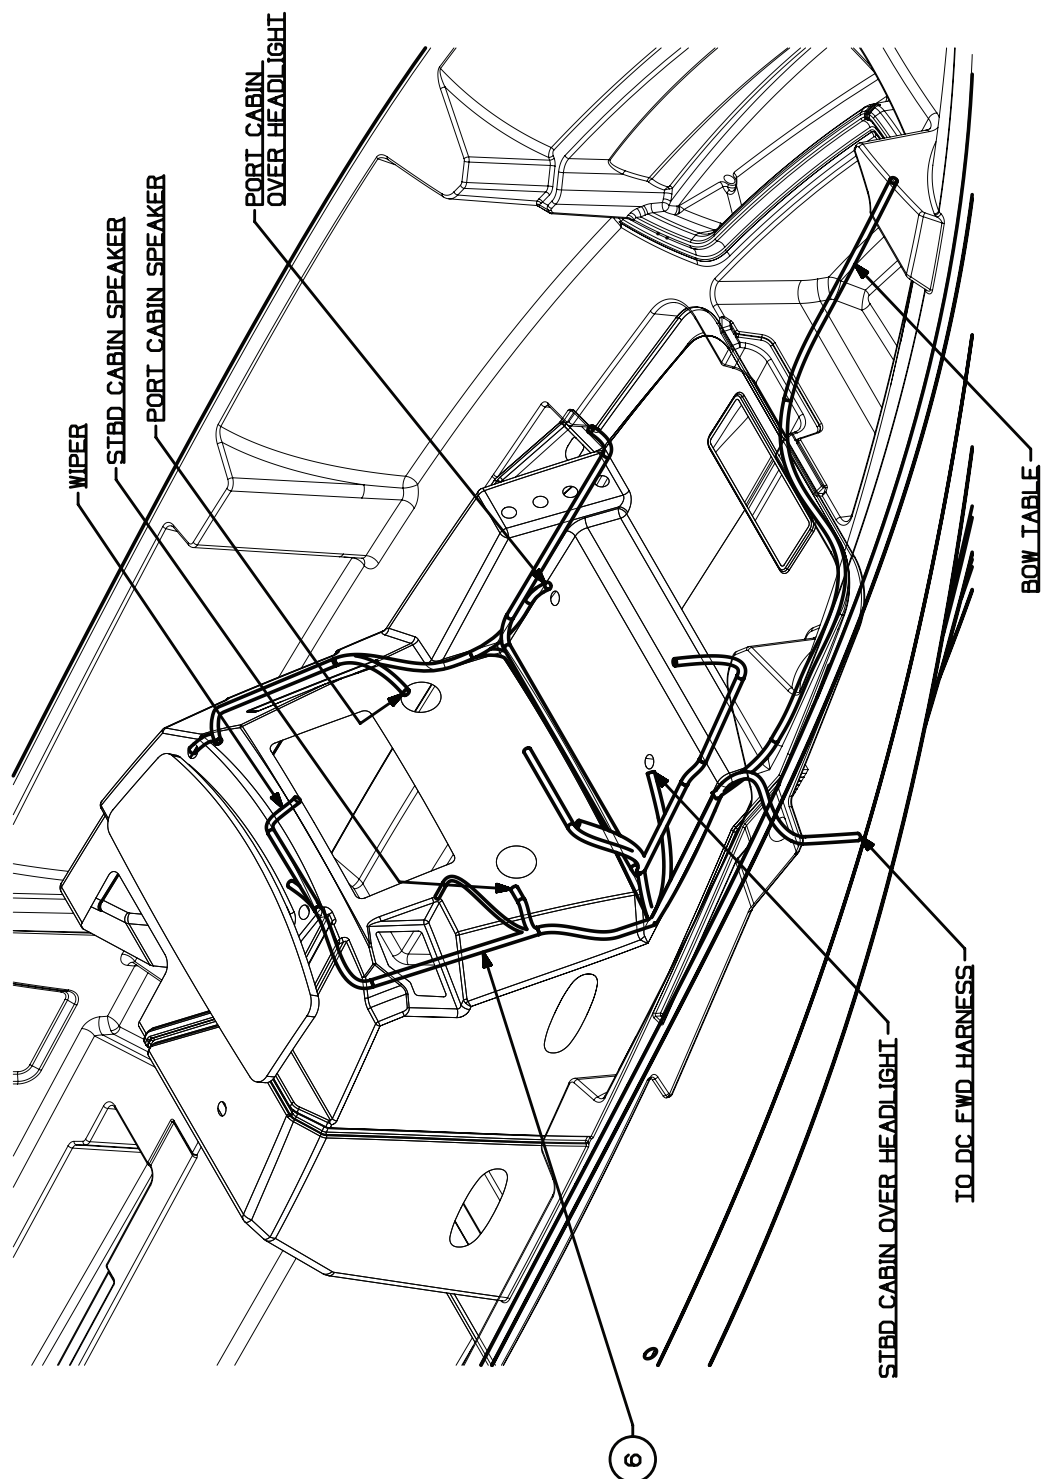 WIPER
STBD CABIN SPEAKER
PORT CABIN SPEAKER
PORT CABIN
OVER HEADLIGHT
6
STBD CABIN OVER HEADLIGHT
TO DC FWD HARNESS
BOW TABLE